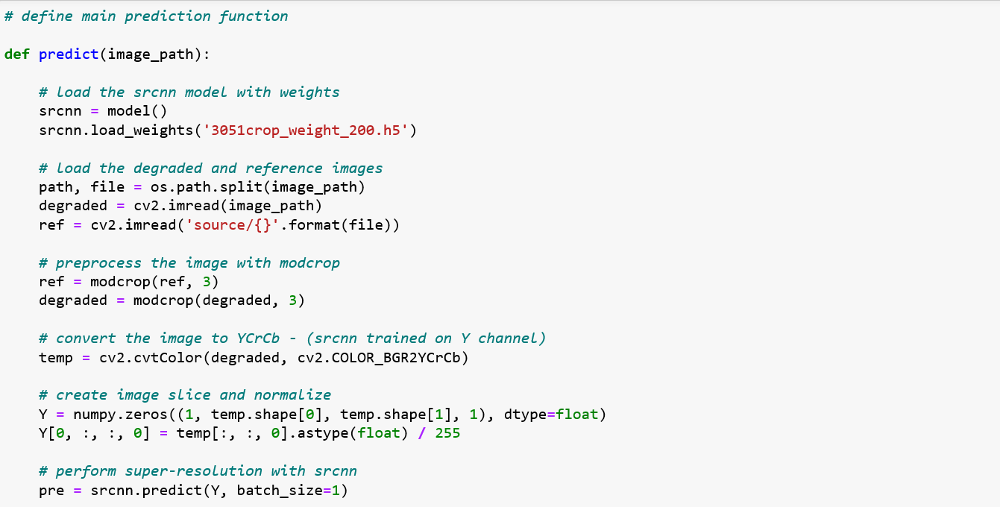 # define main prediction function
def predict(image_path):
# load the srcnn model with weights
srcnn = model()
srcnn.load_weights('3051crop_weight_200.h5')
# load the degraded and reference images
path, file = os.path.split(image_path)
degraded = cv2.imread(image_path)
ref = cv2.imread('source/{}'.format(file))
# preprocess the image with modcrop
ref = modcrop(ref, 3)
degraded = modcrop(degraded, 3)
# convert the image to YCrCb - (srcnn trained on Y channel)
temp = cv2.cvtColor(degraded, cv2.COLOR_BGR2YCrCb)
# create image slice and normalize
Y = numpy.zeros((1, temp.shape[0], temp.shape[1], 1), dtype=float)
Y[0, :, :, 0] = temp[:, :, 0].astype(float) / 255
# perform super-resolution with srcnn
pre = srcnn.predict(Y, batch_size=1)